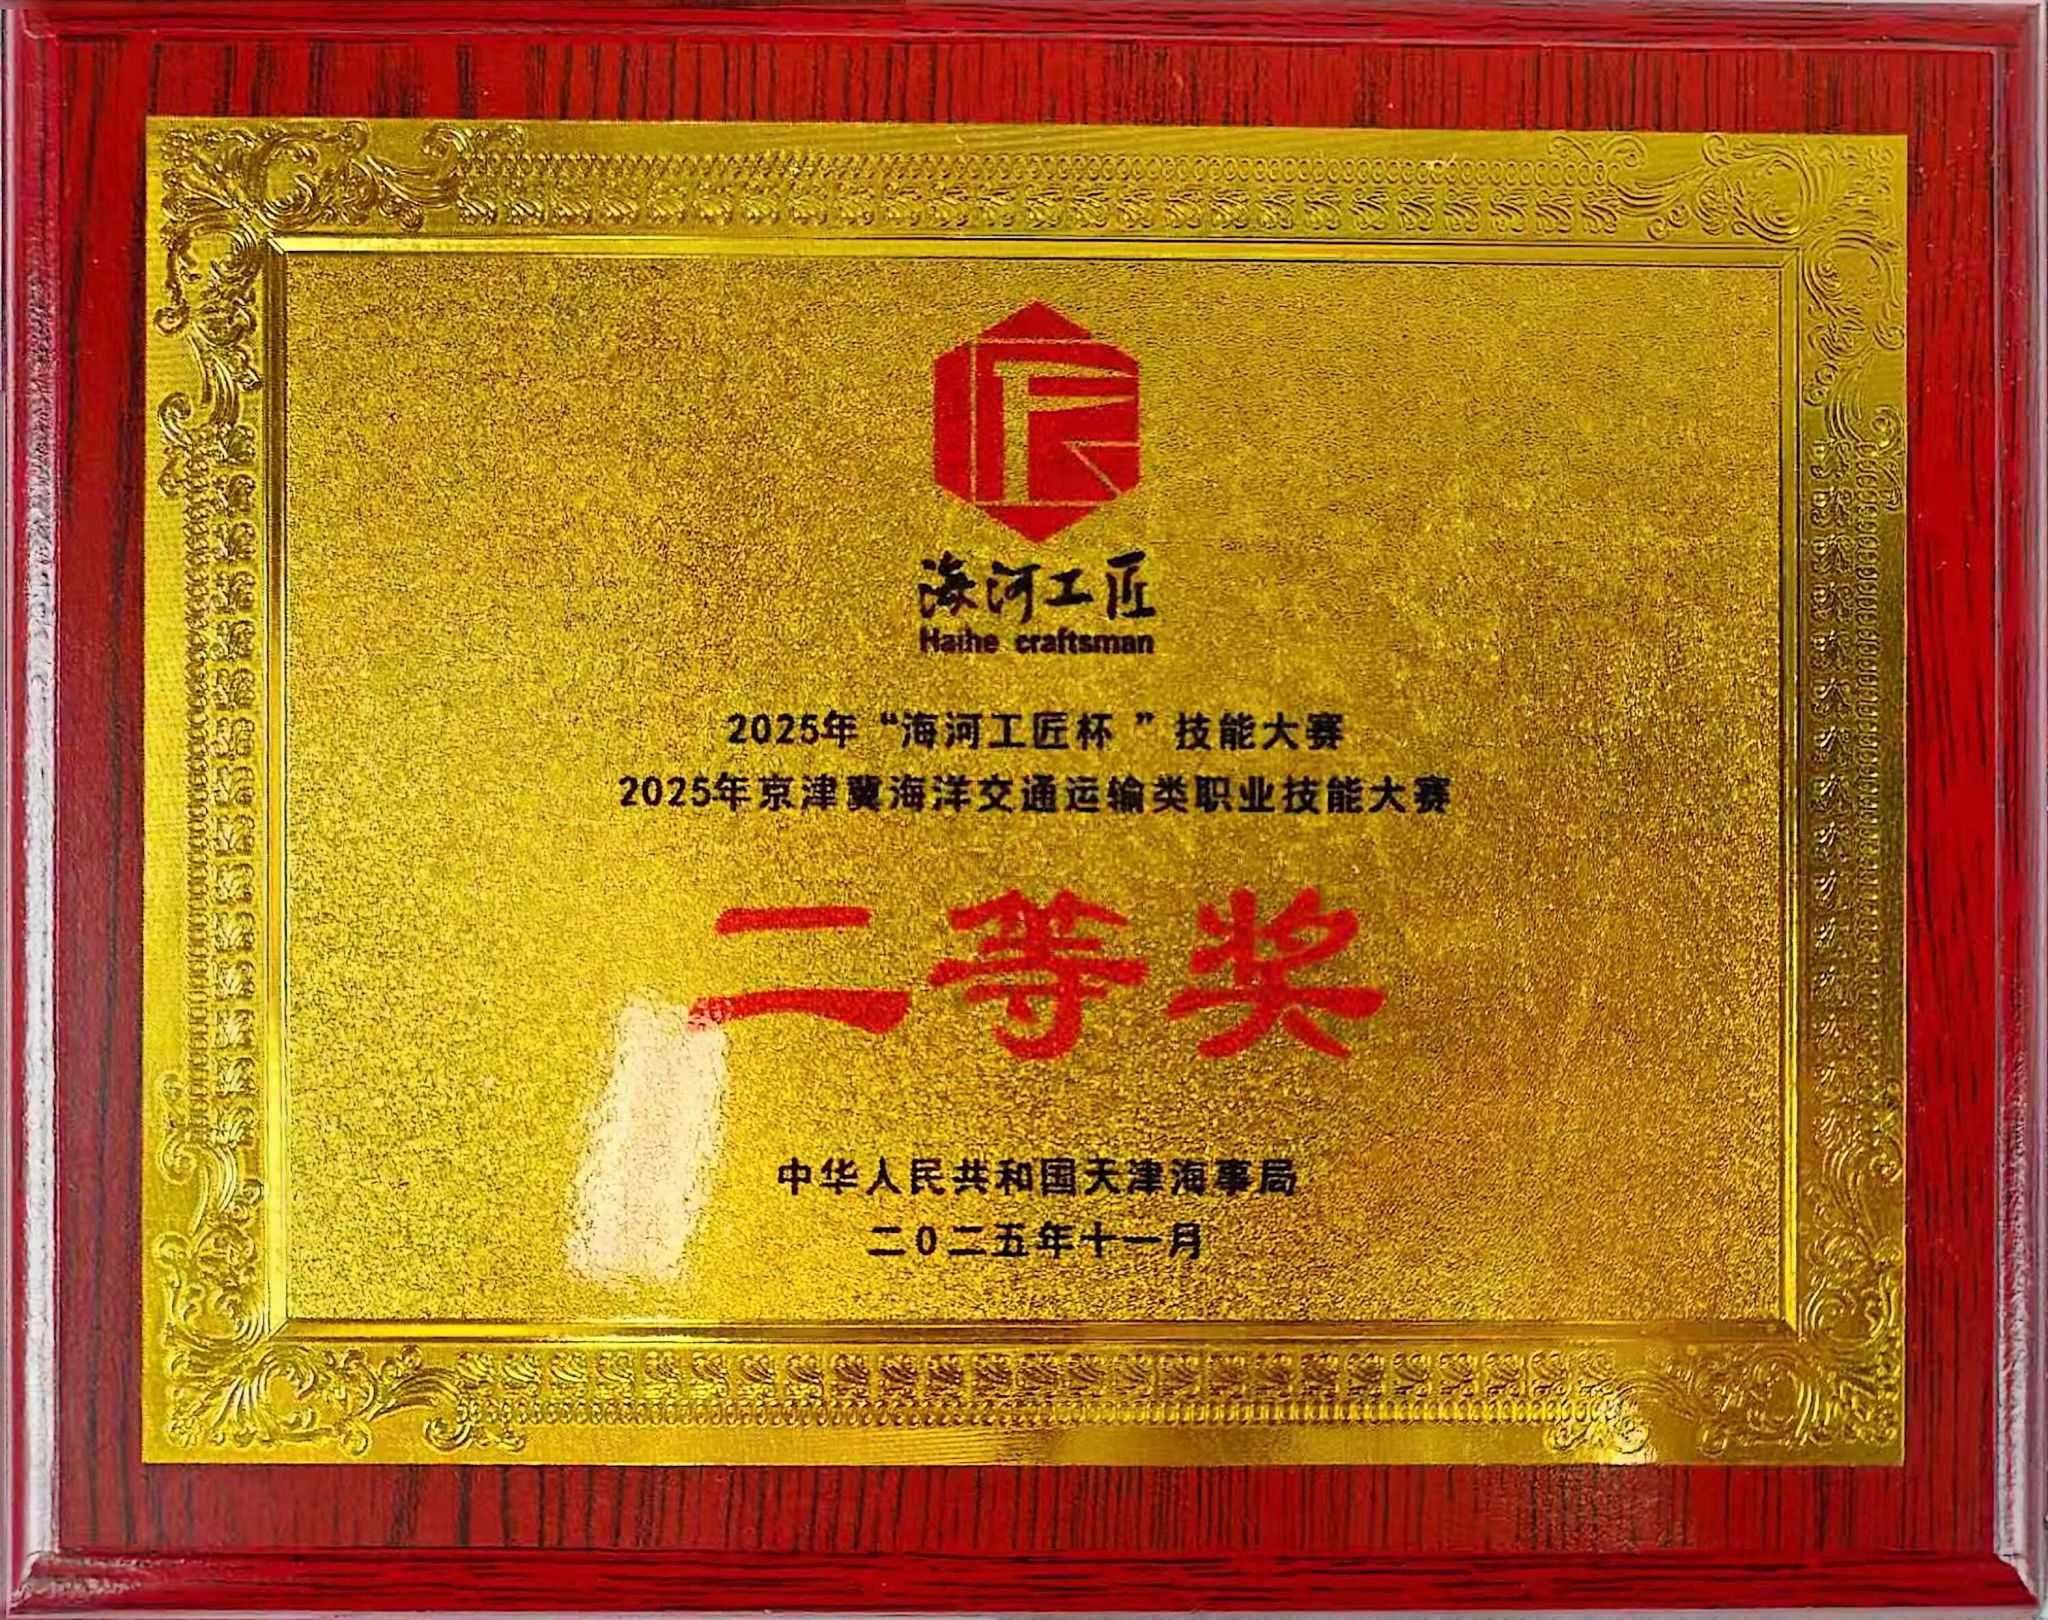 海河工匠
Haihe craftsman
2025年“海河工匠杯”技能大赛
2025年京津冀海洋交通运输类职业技能大赛
二等奖
中华人民共和国天津海事局
二0二五年十一月